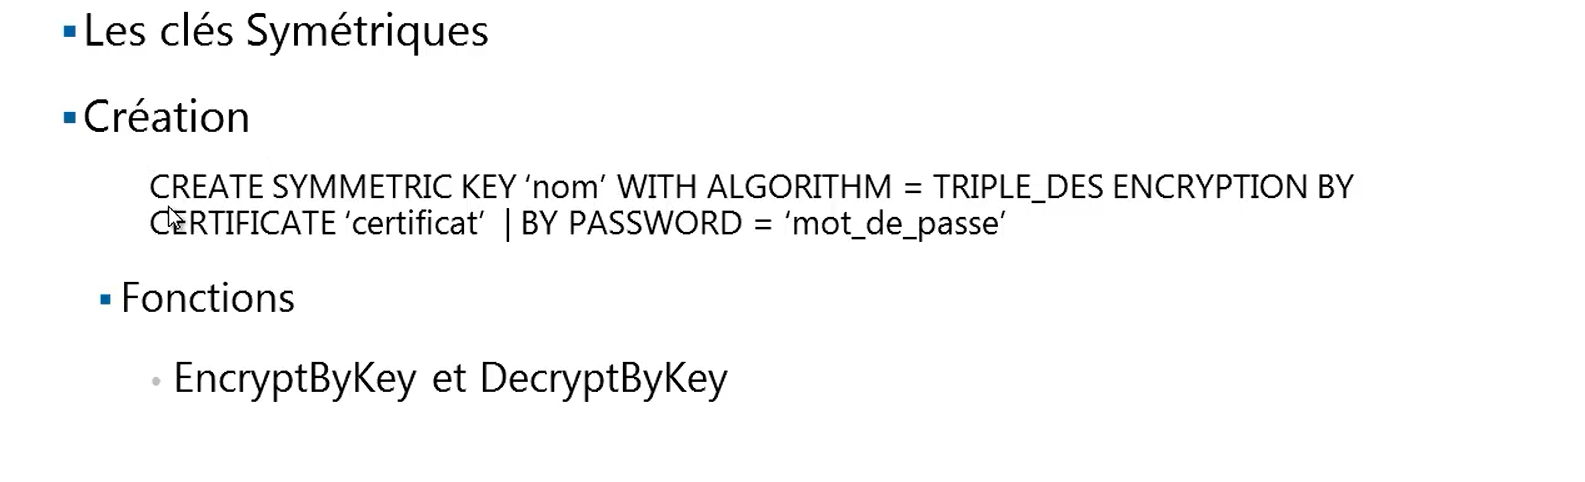 Les clés Symétriques
Création
CREATE SYMMETRIC KEY ‘nom’ WITH ALGORITHM = TRIPLE_DES ENCRYPTION BY
CERTIFICATE ‘certificat’ | BY PASSWORD = ‘mot_de_passe’
Fonctions
EncryptByKey et DecryptByKey